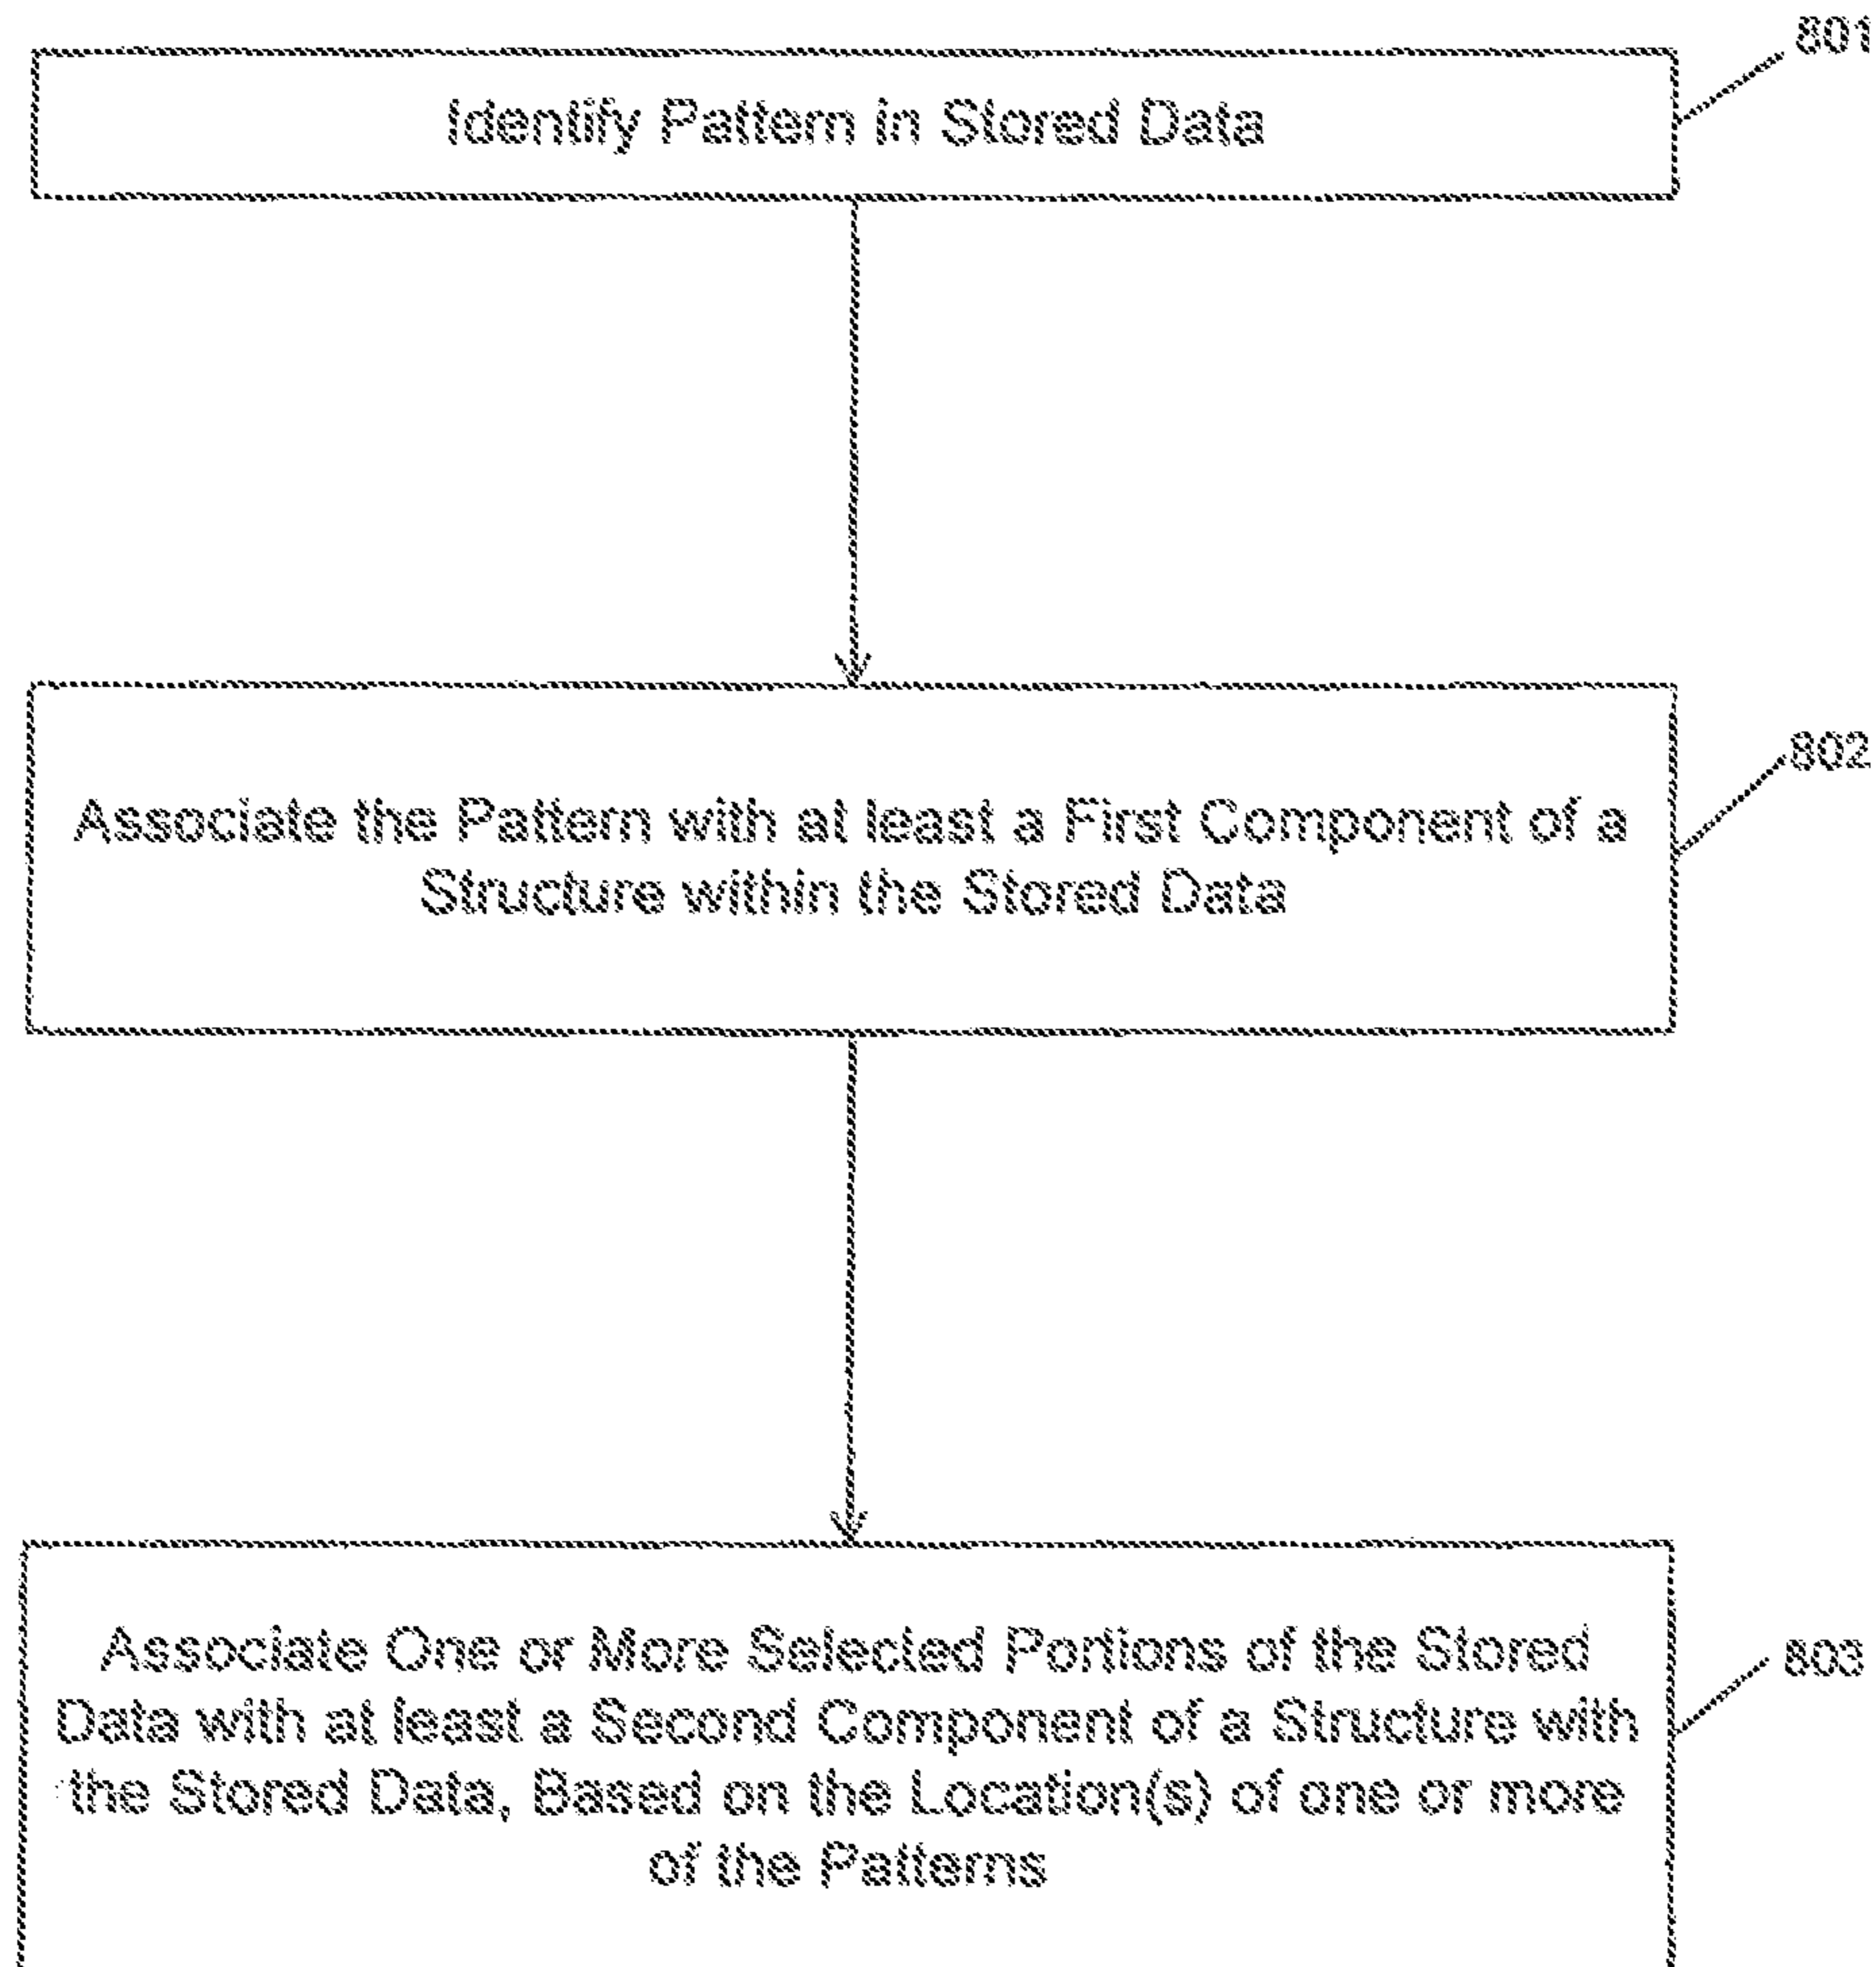 801
Identify Pattern in Stored Data
802
Associate the Pattern with at least a First Component of a
Structure within the Stored Data
803
Associate One or More Selected Portions of the Stored
Data with at least a Second Component of a Structure with
the Stored Data, Based on the Location(s) of one or more
of the Patterns